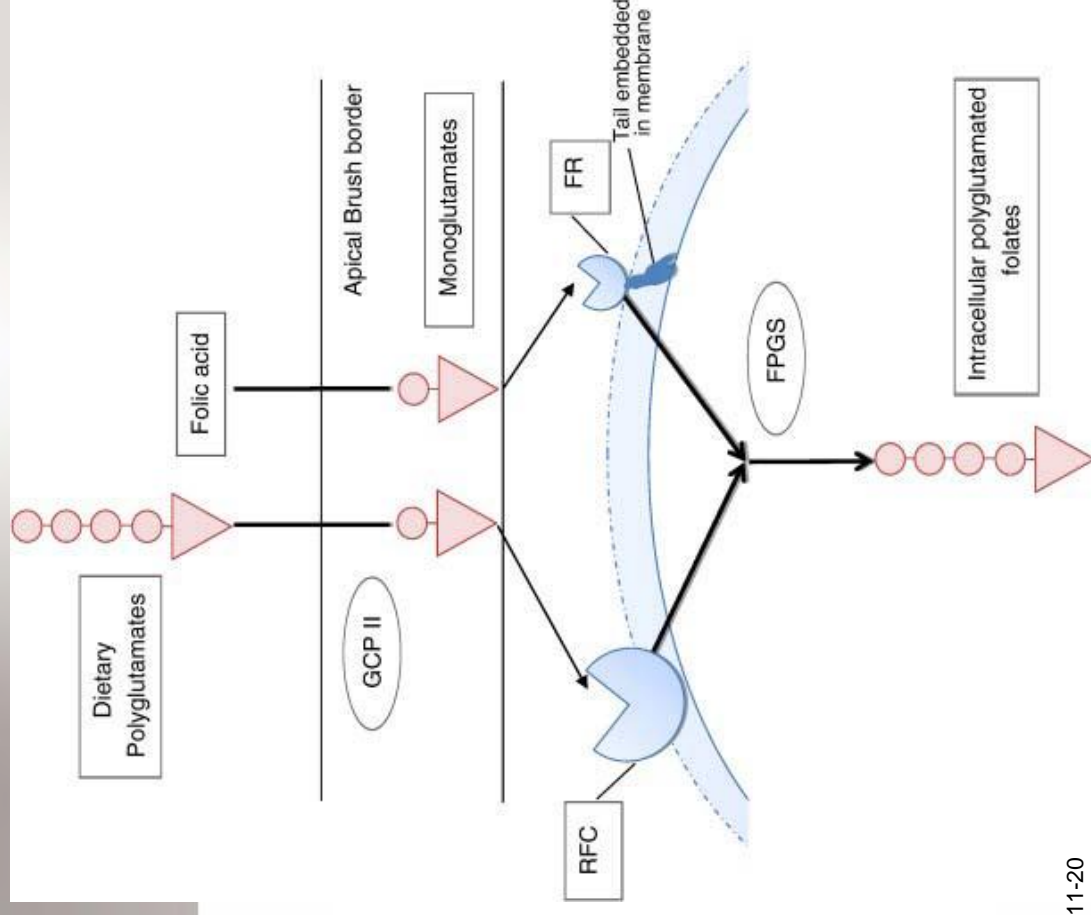 Dietary
Polyglutamates
Folic acid
GCP II
Apical Brush border
Monoglutamates
RFC
FR
Tail embedded
in membrane
FPGS
Intracellular polyglutamated
folates
11-20